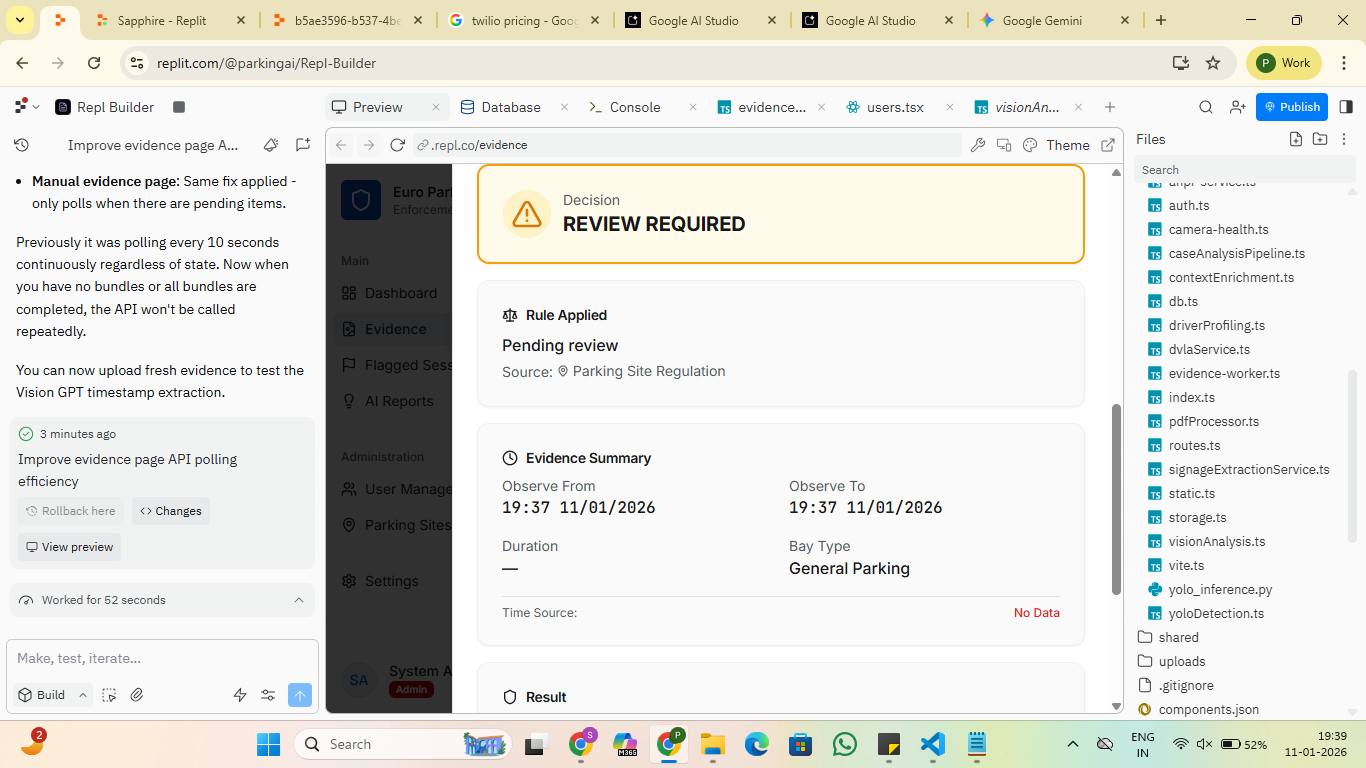 Sapphire - Replit
b5ae3596-b537-4be
twilio pricing - Goog
Google AI Studio
Google AI Studio
Google Gemini
replit.com/@parkingai/Repl-Builder
P
Work
Repl Builder
Preview
Database
Console
evidence...
users.tsx
visionAn...
Publish
Improve evidence page A...
.repl.co/evidence
Theme
Files
Search
• Manual evidence page: Same fix applied -
only polls when there are pending items.
Previously it was polling every 10 seconds
continuously regardless of state. Now when
you have no bundles or all bundles are
completed, the API won't be called
repeatedly.
You can now upload fresh evidence to test the
Vision GPT timestamp extraction.
3 minutes ago
Improve evidence page API polling
efficiency
Rollback here
Changes
View preview
Worked for 52 seconds
Make, test, iterate...
Build
Euro Par
Enforceme
Main
Dashboard
Evidence
Flagged Sess
AI Reports
Administration
User Manage
Parking Sites
Settings
SA
System A
Admin
Decision
REVIEW REQUIRED
Rule Applied
Pending review
Source: Parking Site Regulation
Evidence Summary
Observe From
19:37 11/01/2026
Observe To
19:37 11/01/2026
Duration
—
Bay Type
General Parking
Time Source:
No Data
Result
anpr-service.ts
auth.ts
camera-health.ts
caseAnalysisPipeline.ts
contextEnrichment.ts
db.ts
driverProfiling.ts
dvlaService.ts
evidence-worker.ts
index.ts
pdfProcessor.ts
routes.ts
signageExtractionService.ts
static.ts
storage.ts
visionAnalysis.ts
vite.ts
yolo_inference.py
yoloDetection.ts
shared
uploads
.gitignore
components.json
2
Search
S
M365
P
ENG
IN
52%
19:39
11-01-2026